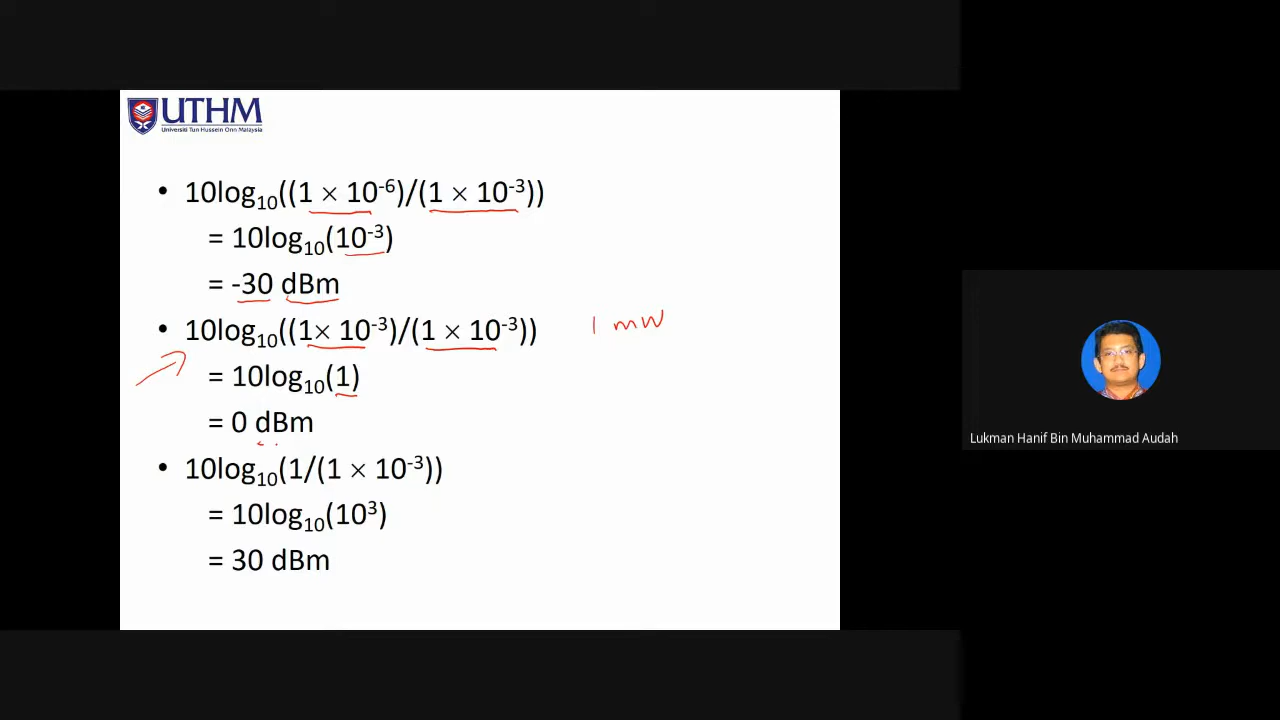 UTHM
Universiti Tun Hussein Onn Malaysia
• 10log₁₀((1 × 10⁻⁶)/(1 × 10⁻³))
= 10log₁₀(10⁻³)
= -30 dBm
• 10log₁₀((1× 10⁻³)/(1 × 10⁻³)) 1 mW
= 10log₁₀(1)
= 0 dBm
• 10log₁₀(1/(1 × 10⁻³))
= 10log₁₀(10³)
= 30 dBm
Lukman Hanif Bin Muhammad Audah